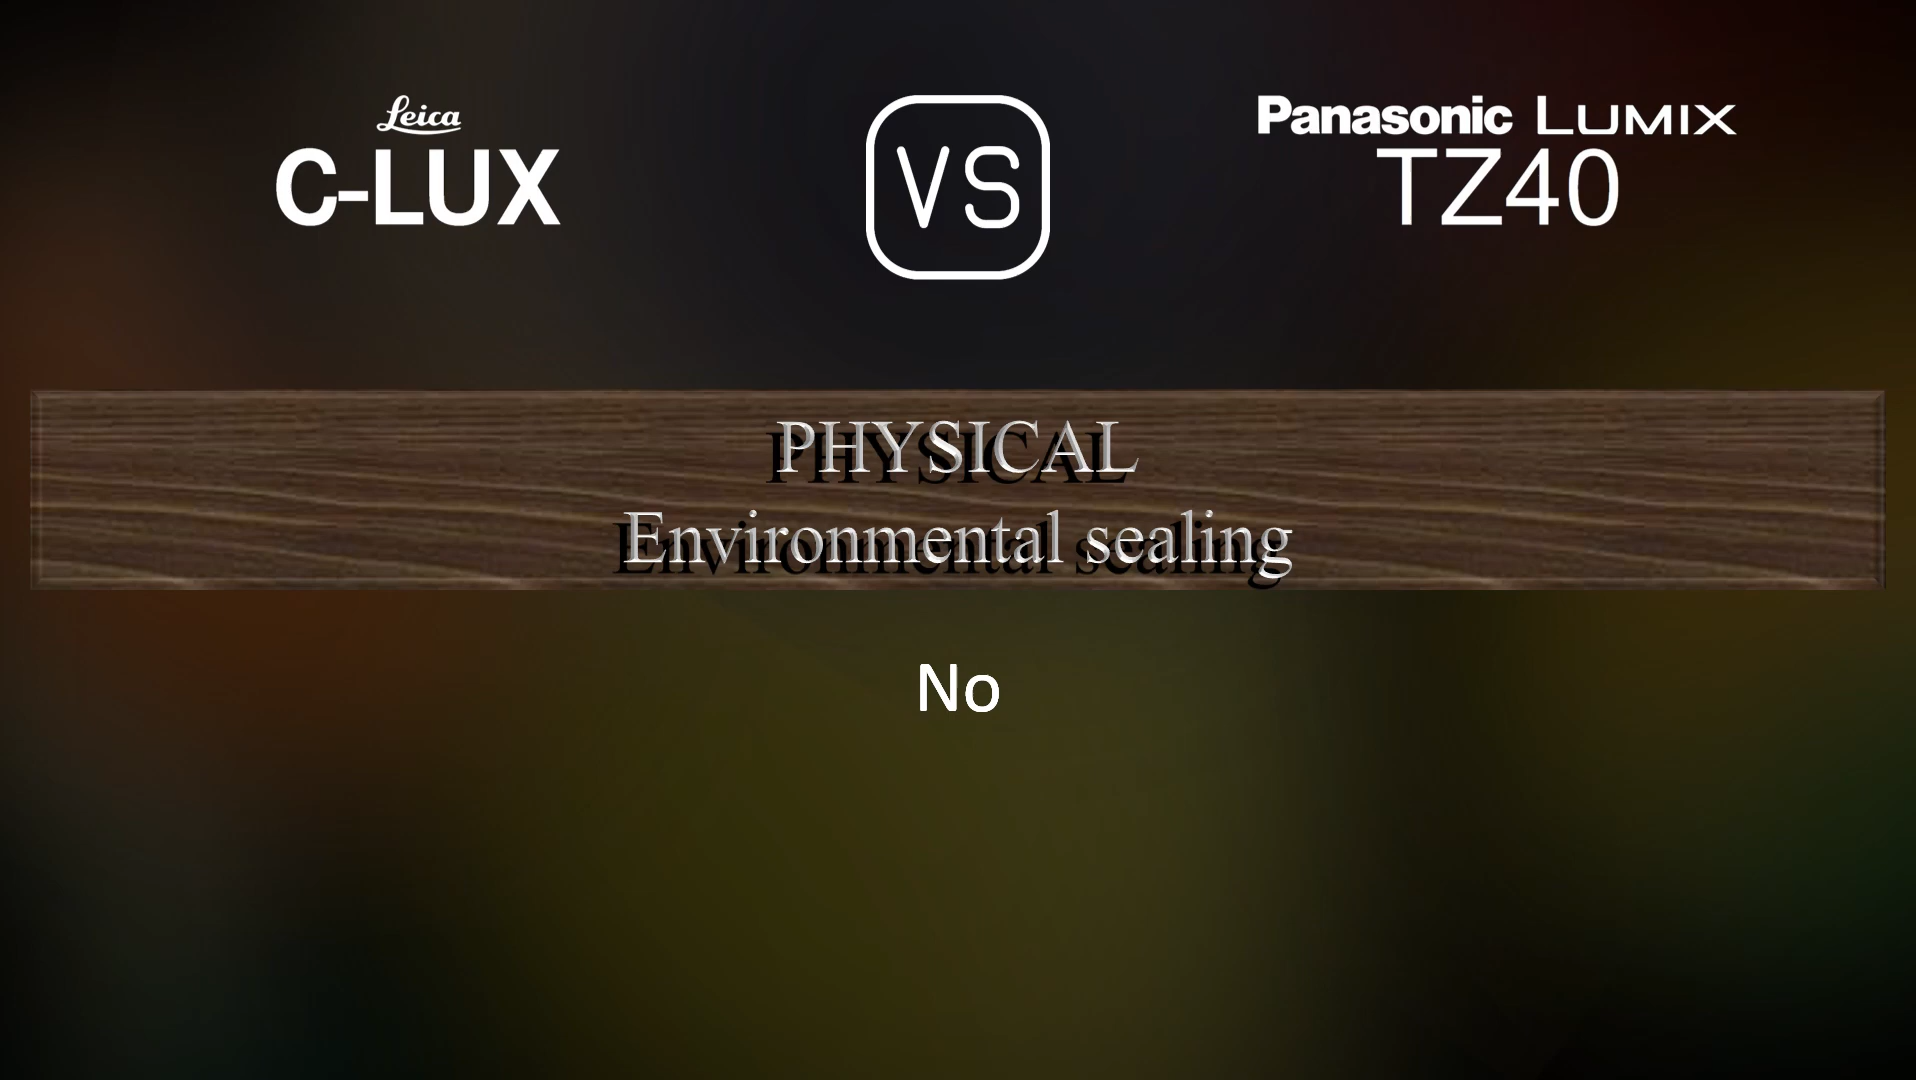 Leica
C-LUX
VS
Panasonic LUMIX
TZ40
PHYSICAL
Environmental sealing
No